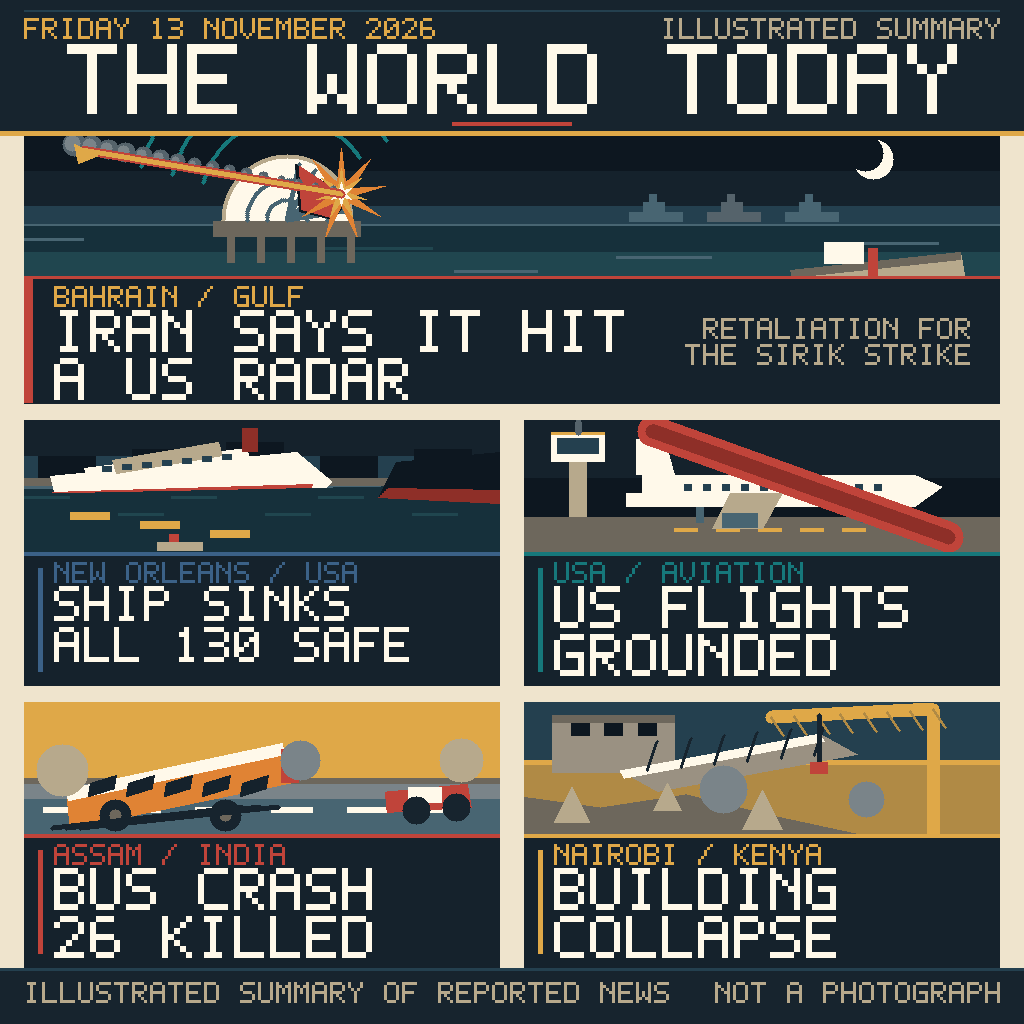 FRIDAY 13 NOVEMBER 2026
ILLUSTRATED SUMMARY
THE WORLD TODAY
BAHRAIN / GULF
IRAN SAYS IT HIT
A US RADAR
RETALIATION FOR
THE SIRIK STRIKE
NEW ORLEANS / USA
SHIP SINKS
ALL 130 SAFE
USA / AVIATION
US FLIGHTS
GROUNDED
ASSAM / INDIA
BUS CRASH
26 KILLED
NAIROBI / KENYA
BUILDING
COLLAPSE
ILLUSTRATED SUMMARY OF REPORTED NEWS
NOT A PHOTOGRAPH